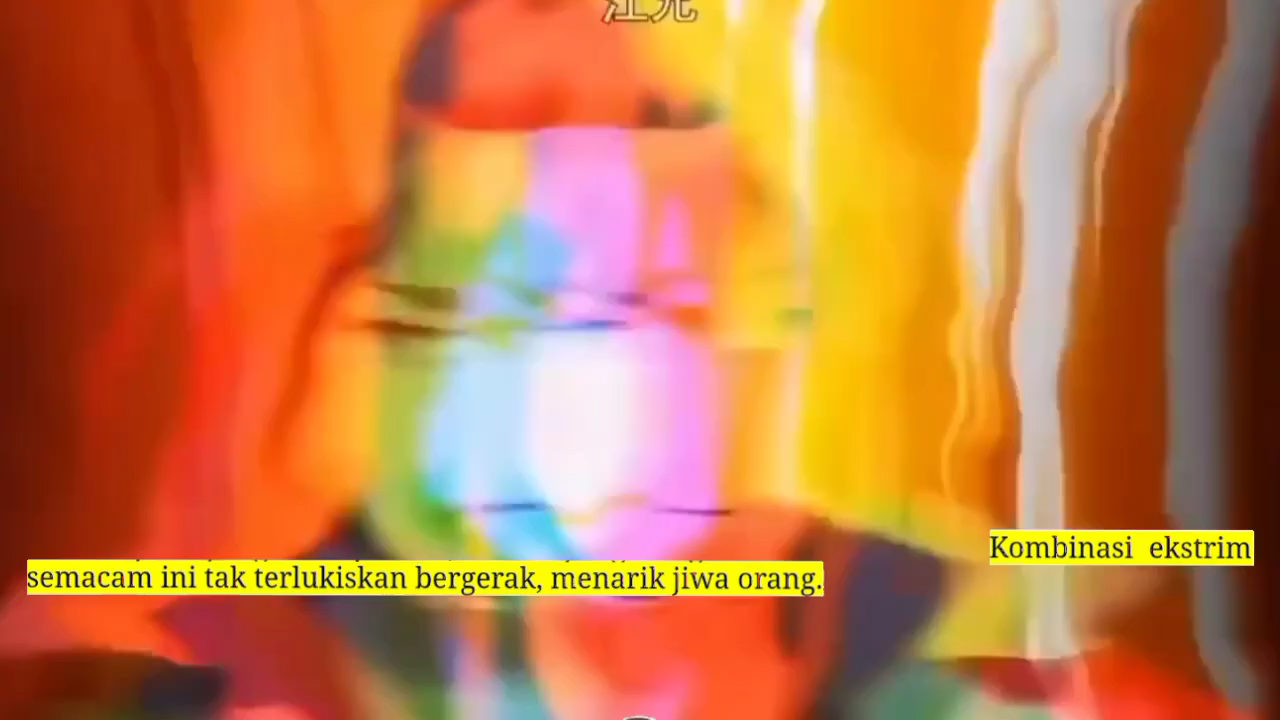 Kombinasi ekstrim
semacam ini tak terlukiskan bergerak, menarik jiwa orang.